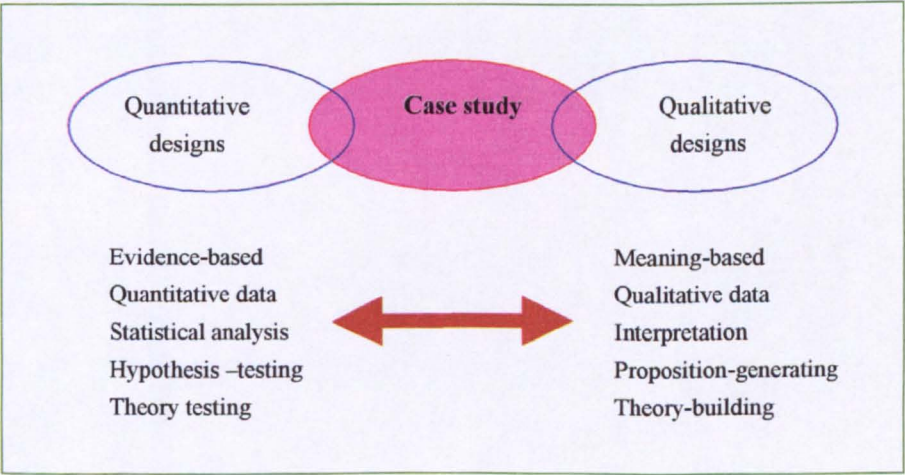 Quantitative
designs
Case study
Qualitative
designs
Evidence-based
Quantitative data
Statistical analysis
Hypothesis –testing
Theory testing
Meaning-based
Qualitative data
Interpretation
Proposition-generating
Theory-building